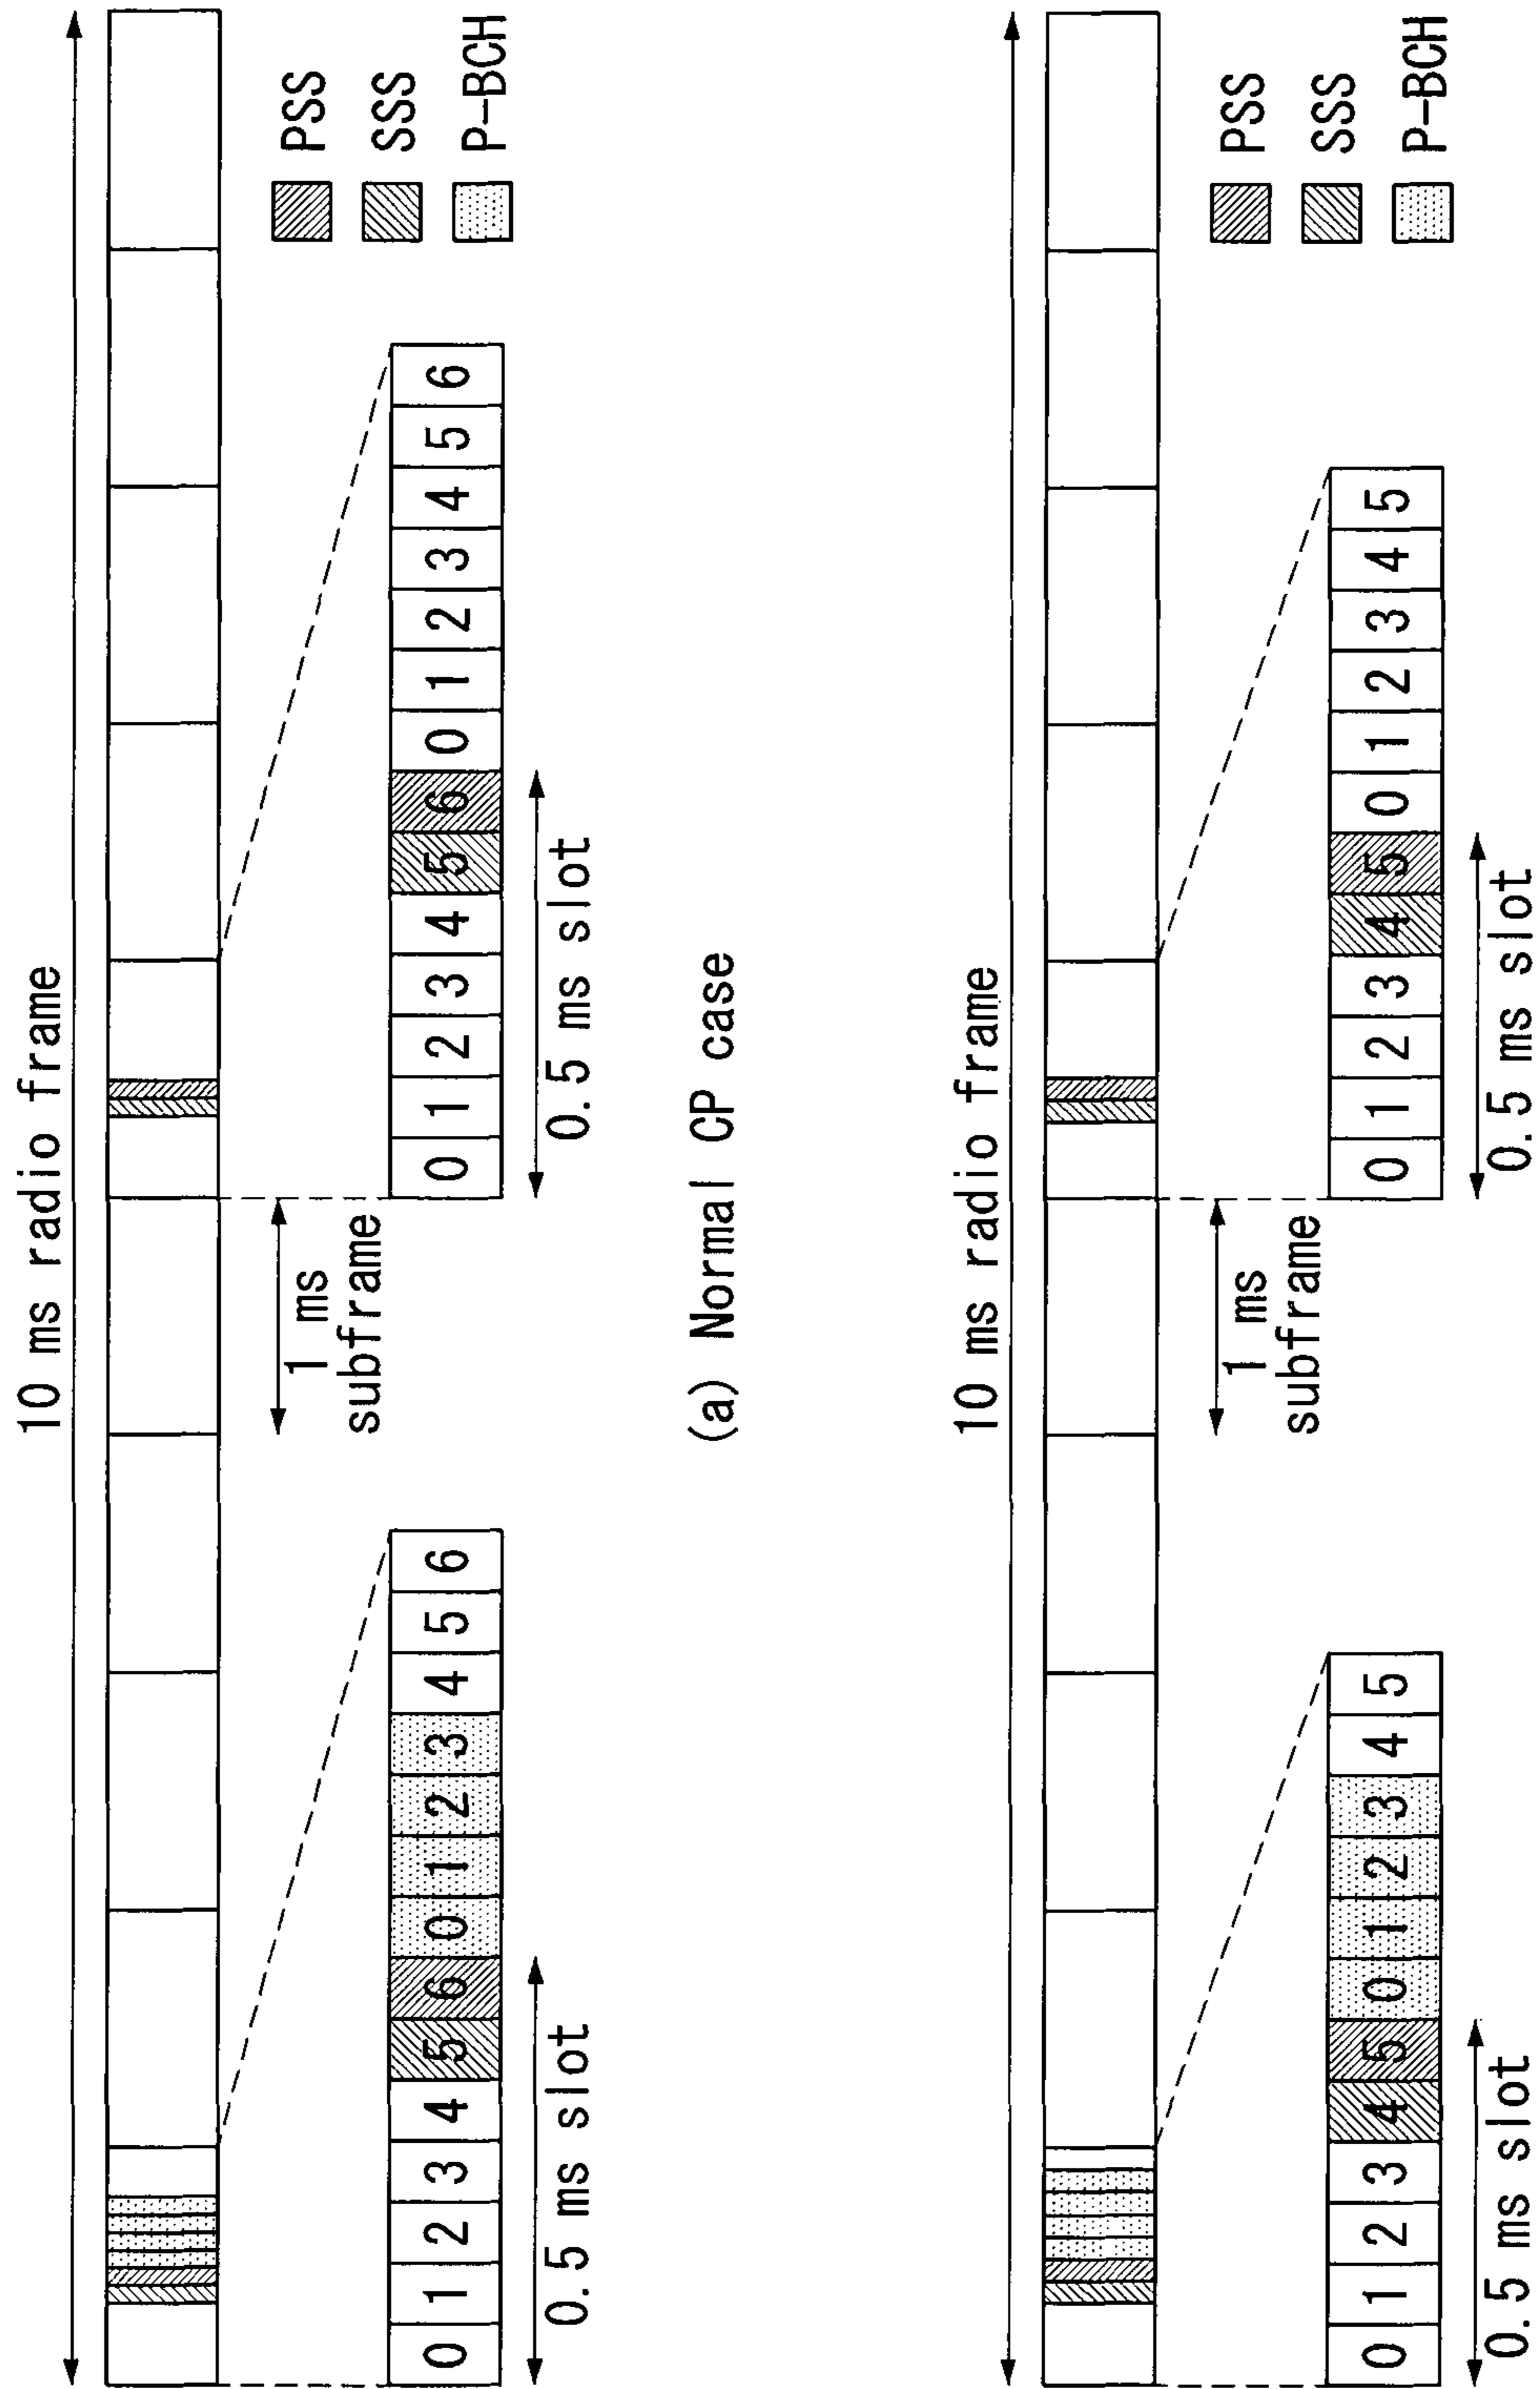 10 ms radio frame
PSS
SSS
P-BCH
1 ms
subframe
0 1 2 3 4 5 6 0 1 2 3 4 5 6
0 1 2 3 4 5 6 0 1 2 3 4 5 6
0.5 ms slot
0.5 ms slot
(a) Normal CP case
10 ms radio frame
PSS
SSS
P-BCH
1 ms
subframe
0 1 2 3 4 5 0 1 2 3 4 5
0 1 2 3 4 5 0 1 2 3 4 5
0.5 ms slot
0.5 ms slot